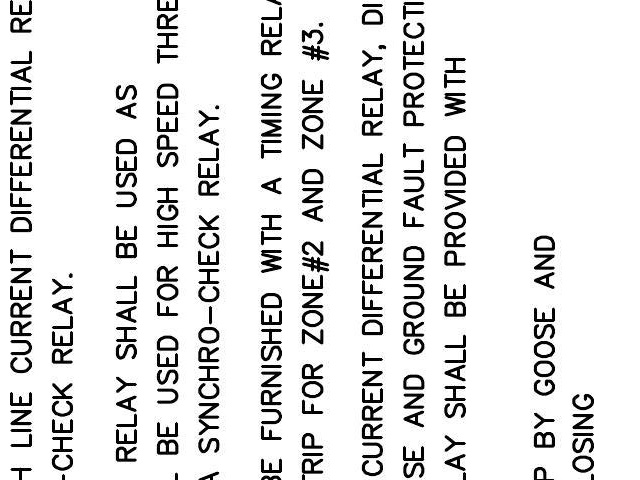 H LINE CURRENT DIFFERENTIAL RE
-CHECK RELAY.
RELAY SHALL BE USED AS
BE USED FOR HIGH SPEED THRE
A SYNCHRO-CHECK RELAY.
BE FURNISHED WITH A TIMING RELA
TRIP FOR ZONE#2 AND ZONE #3.
CURRENT DIFFERENTIAL RELAY, DI
SE AND GROUND FAULT PROTECTI
LAY SHALL BE PROVIDED WITH
P BY GOOSE AND
LOSING